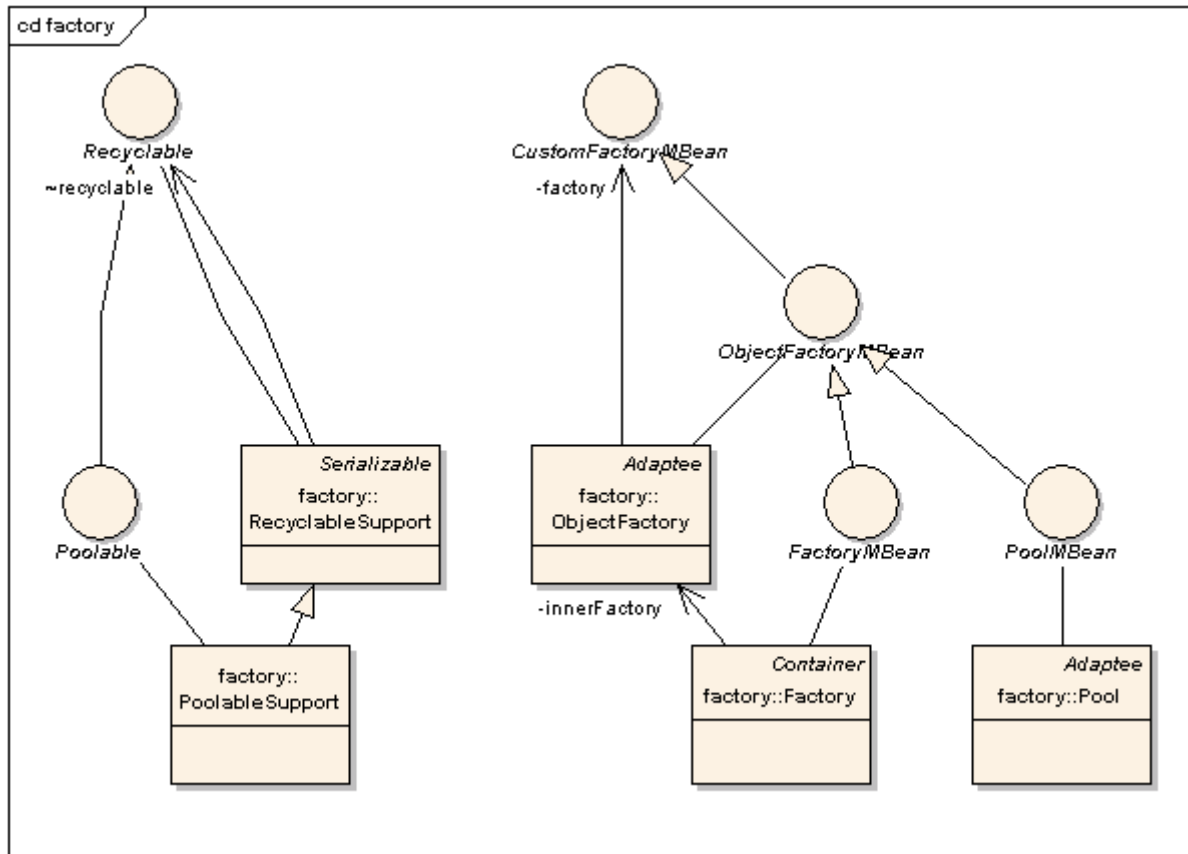 cd factory
Recyclable
~recyclable
CustomFactoryMBean
-factory
ObjectFactoryMBean
Serializable
factory::
RecyclableSupport
Adaptee
factory::
ObjectFactory
Poolable
FactoryMBean
PoolMBean
-innerFactory
factory::
PoolableSupport
Container
factory::Factory
Adaptee
factory::Pool